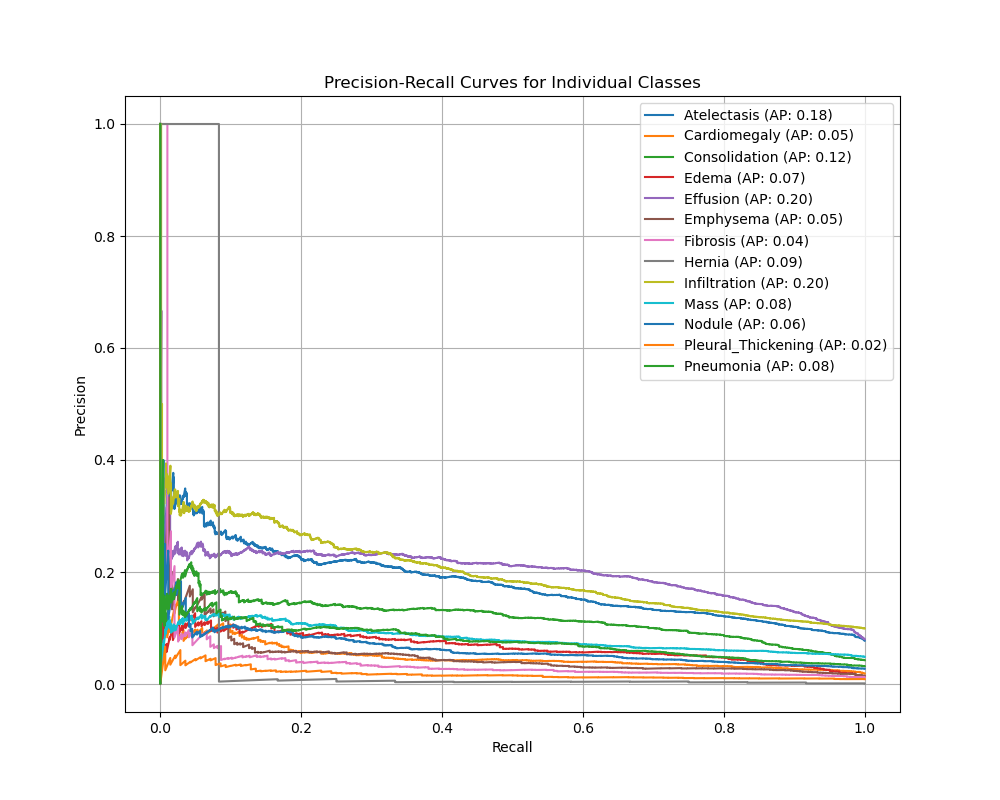 Precision-Recall Curves for Individual Classes
1.0
0.8
0.6
0.4
0.2
0.0
Precision
Atelectasis (AP: 0.18)
Cardiomegaly (AP: 0.05)
Consolidation (AP: 0.12)
Edema (AP: 0.07)
Effusion (AP: 0.20)
Emphysema (AP: 0.05)
Fibrosis (AP: 0.04)
Hernia (AP: 0.09)
Infiltration (AP: 0.20)
Mass (AP: 0.08)
Nodule (AP: 0.06)
Pleural_Thickening (AP: 0.02)
Pneumonia (AP: 0.08)
0.0 0.2 0.4 0.6 0.8 1.0
Recall